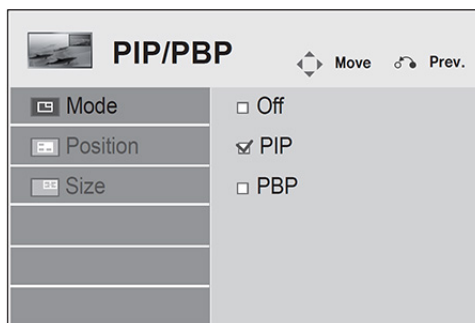 PIP/PBP
Move Prev.
Mode
Off
Position
PIP
Size
PBP